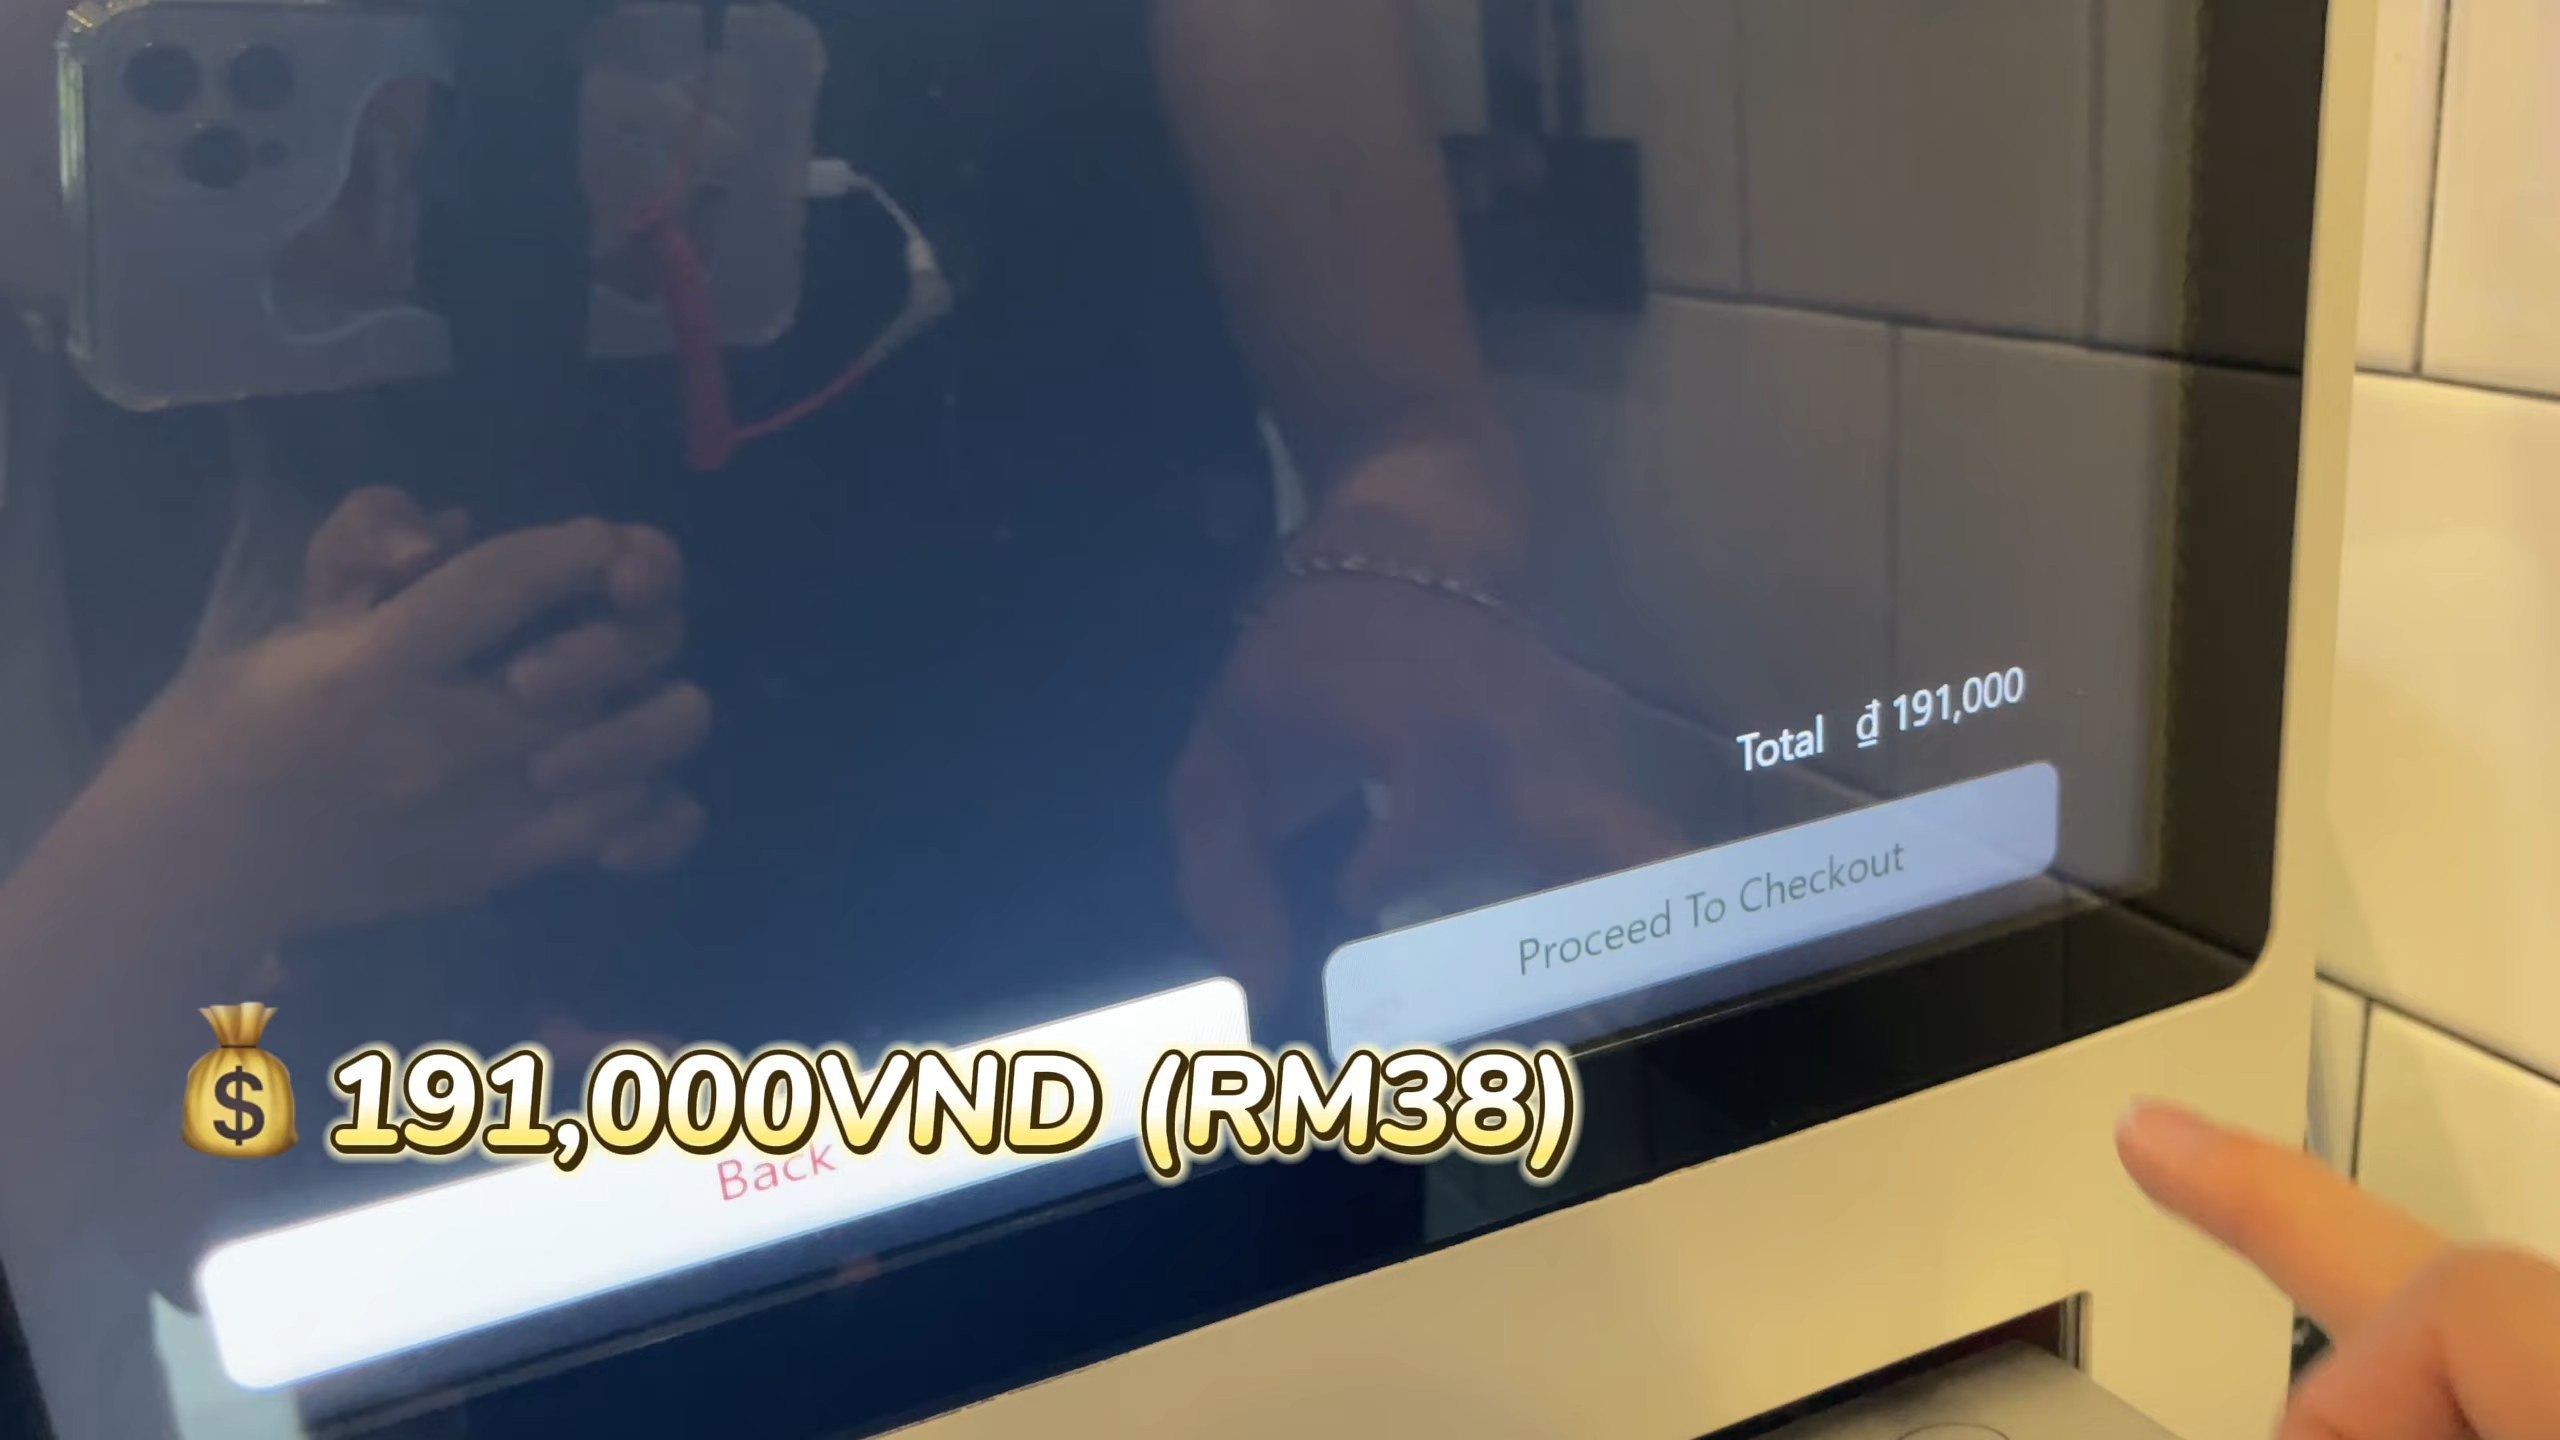 Total ₫ 191,000
Proceed To Checkout
191,000VND (RM38)
Back